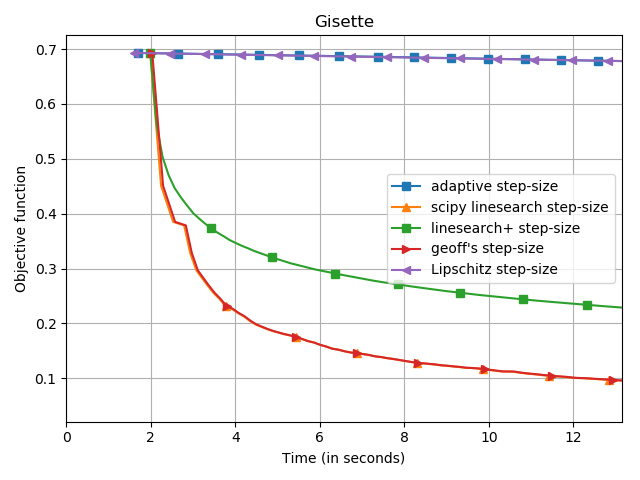 Gisette
0.7
0.6
0.5
0.4
0.3
0.2
0.1
Objective function
adaptive step-size
scipy linesearch step-size
linesearch+ step-size
geoff's step-size
Lipschitz step-size
0 2 4 6 8 10 12
Time (in seconds)